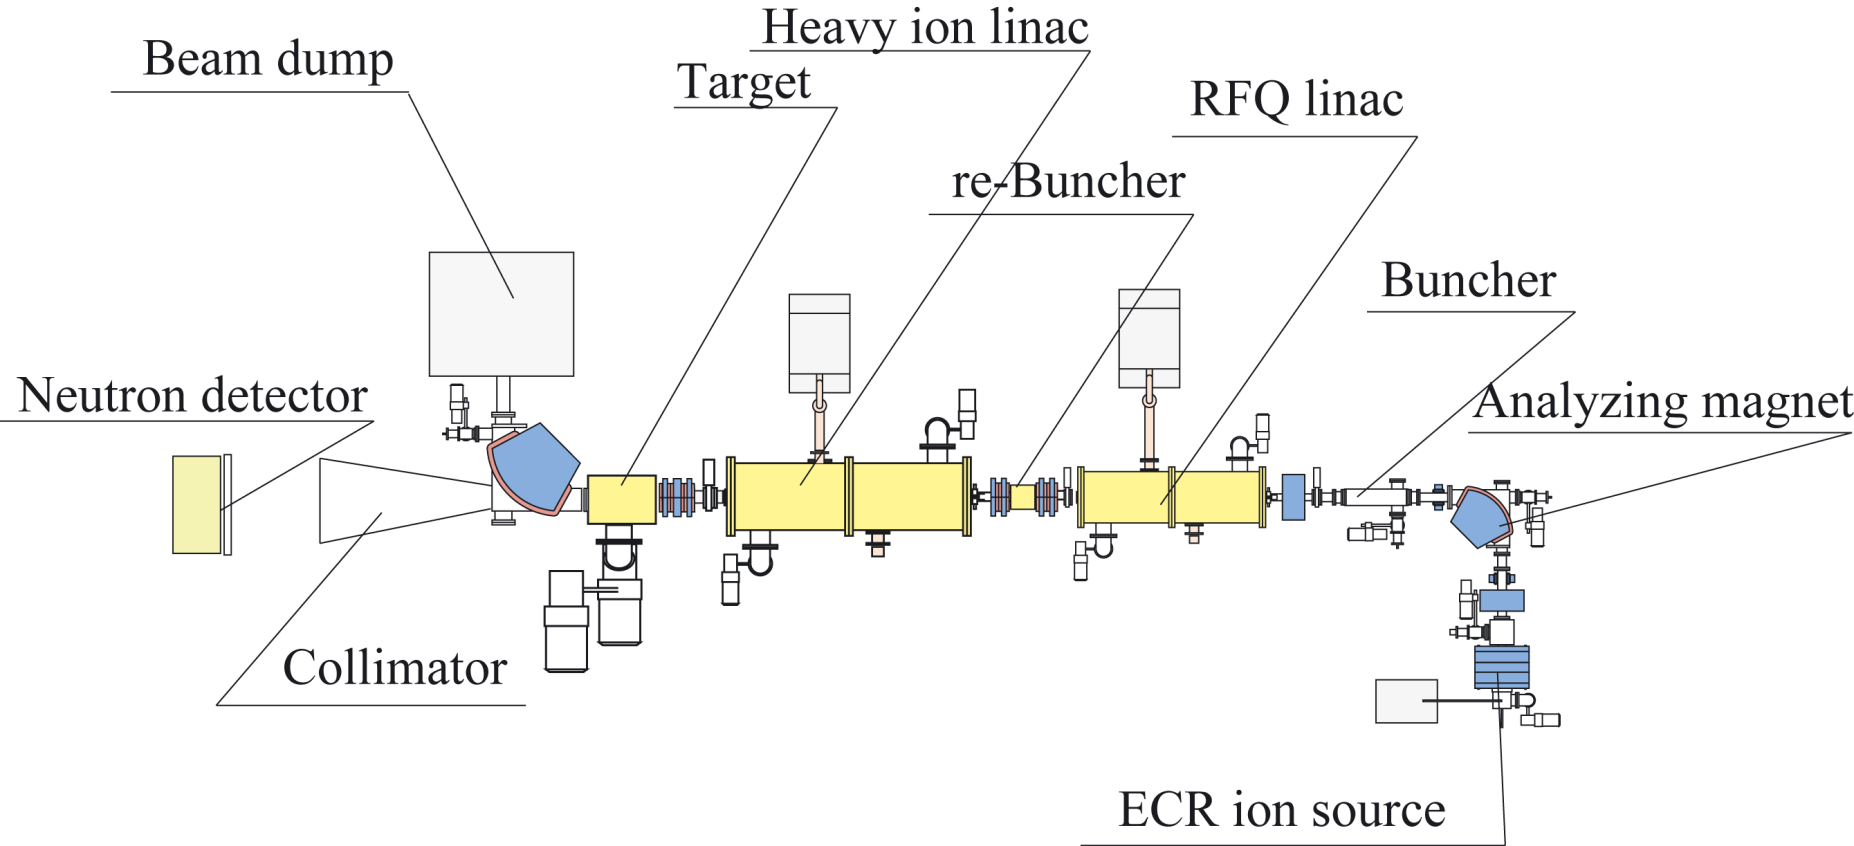 Heavy ion linac
Beam dump
Target
RFQ linac
re-Buncher
Buncher
Neutron detector
Analyzing magnet
Collimator
ECR ion source